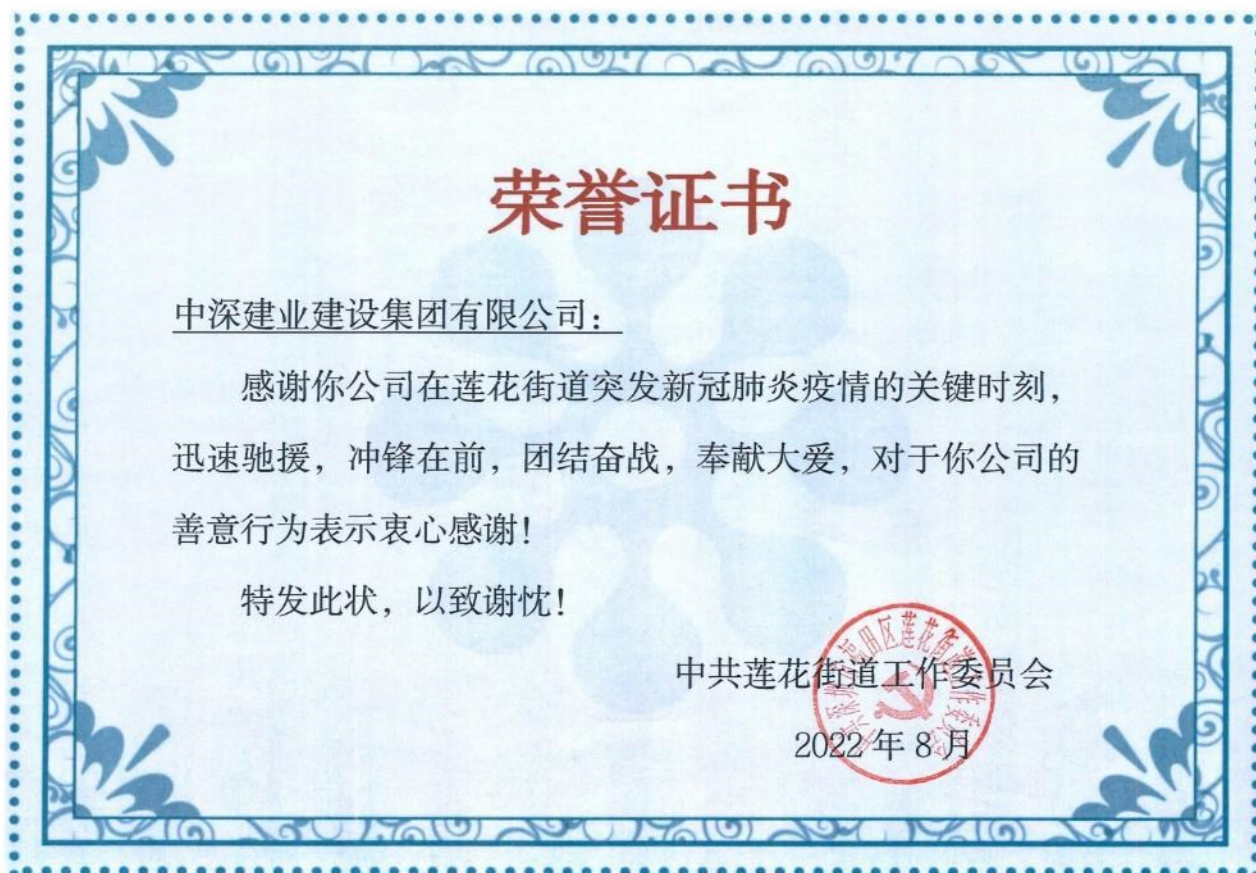 荣誉证书
中深建业建设集团有限公司：
感谢你公司在莲花街道突发新冠肺炎疫情的关键时刻，
迅速驰援，冲锋在前，团结奋战，奉献大爱，对于你公司的
善意行为表示衷心感谢！
特发此状，以致谢忱！
中共莲花街道工作委员会
2022年8月